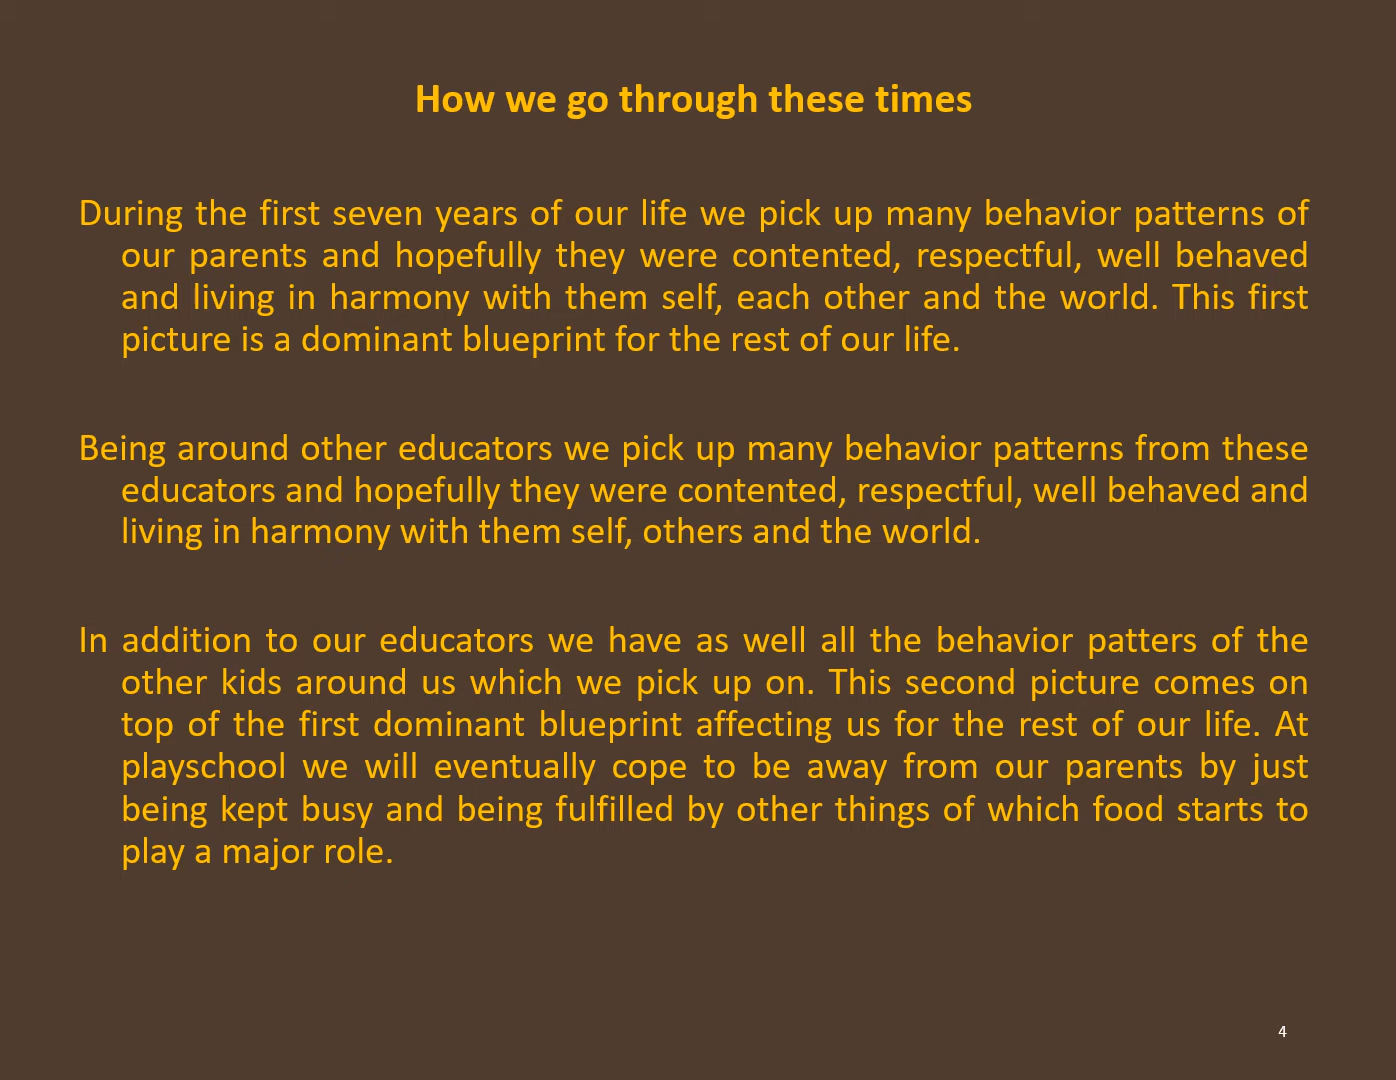 How we go through these times
During the first seven years of our life we pick up many behavior patterns of
our parents and hopefully they were contented, respectful, well behaved
and living in harmony with them self, each other and the world. This first
picture is a dominant blueprint for the rest of our life.
Being around other educators we pick up many behavior patterns from these
educators and hopefully they were contented, respectful, well behaved and
living in harmony with them self, others and the world.
In addition to our educators we have as well all the behavior patters of the
other kids around us which we pick up on. This second picture comes on
top of the first dominant blueprint affecting us for the rest of our life. At
playschool we will eventually cope to be away from our parents by just
being kept busy and being fulfilled by other things of which food starts to
play a major role.
4